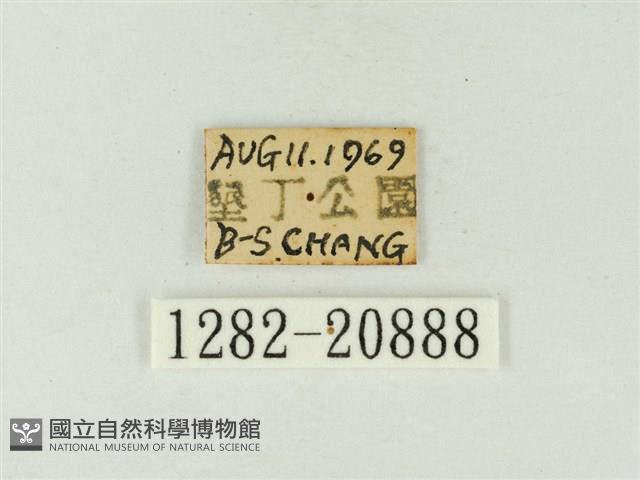 AUG 11. 1969
墾丁公園
B-S. CHANG
1282-20888
國立自然科學博物館
NATIONAL MUSEUM OF NATURAL SCIENCE